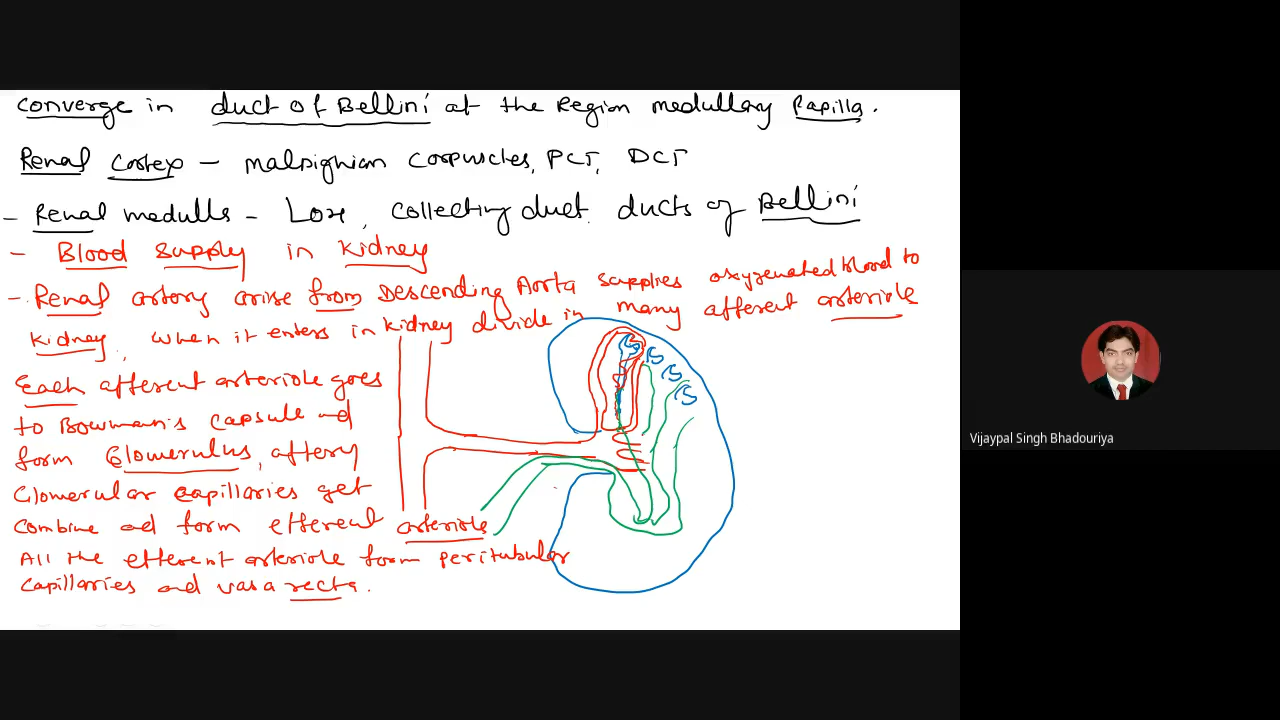 converge in duct of Bellini at the Region medullary Papilla.
Renal Cortex – malpighian Corpuscles, PCT, DCT
- Renal medulla - LOH, collecting duct. ducts of Bellini
- Blood supply in kidney
- Renal artery arise from Descending Aorta supplies oxygenated blood to
kidney, when it enters in kidney divide in many afferent arteriole
Each afferent arteriole goes
to Bowman's capsule and
form Glomerulus, aftery
Glomerular capillaries get
combine and form efferent arteriole
All the efferent arteriole form peritubular
capillaries and vasa recta.
Vijaypal Singh Bhadouriya